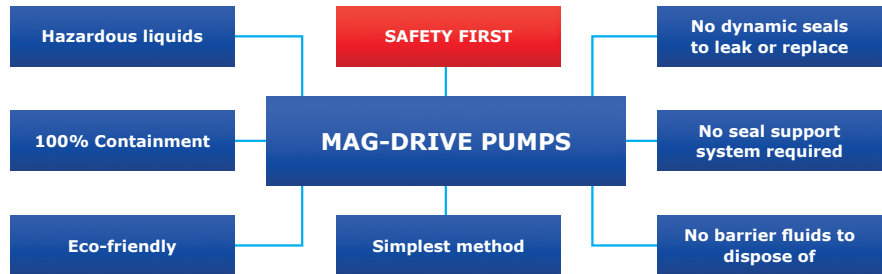 Hazardous liquids
SAFETY FIRST
No dynamic seals
to leak or replace
100% Containment
MAG-DRIVE PUMPS
No seal support
system required
Eco-friendly
Simplest method
No barrier fluids to
dispose of